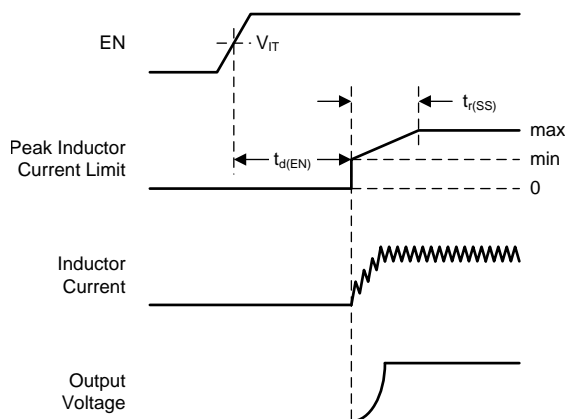 EN
V_IT
t_r(SS)
Peak Inductor
Current Limit
t_d(EN)
max
min
0
Inductor
Current
Output
Voltage